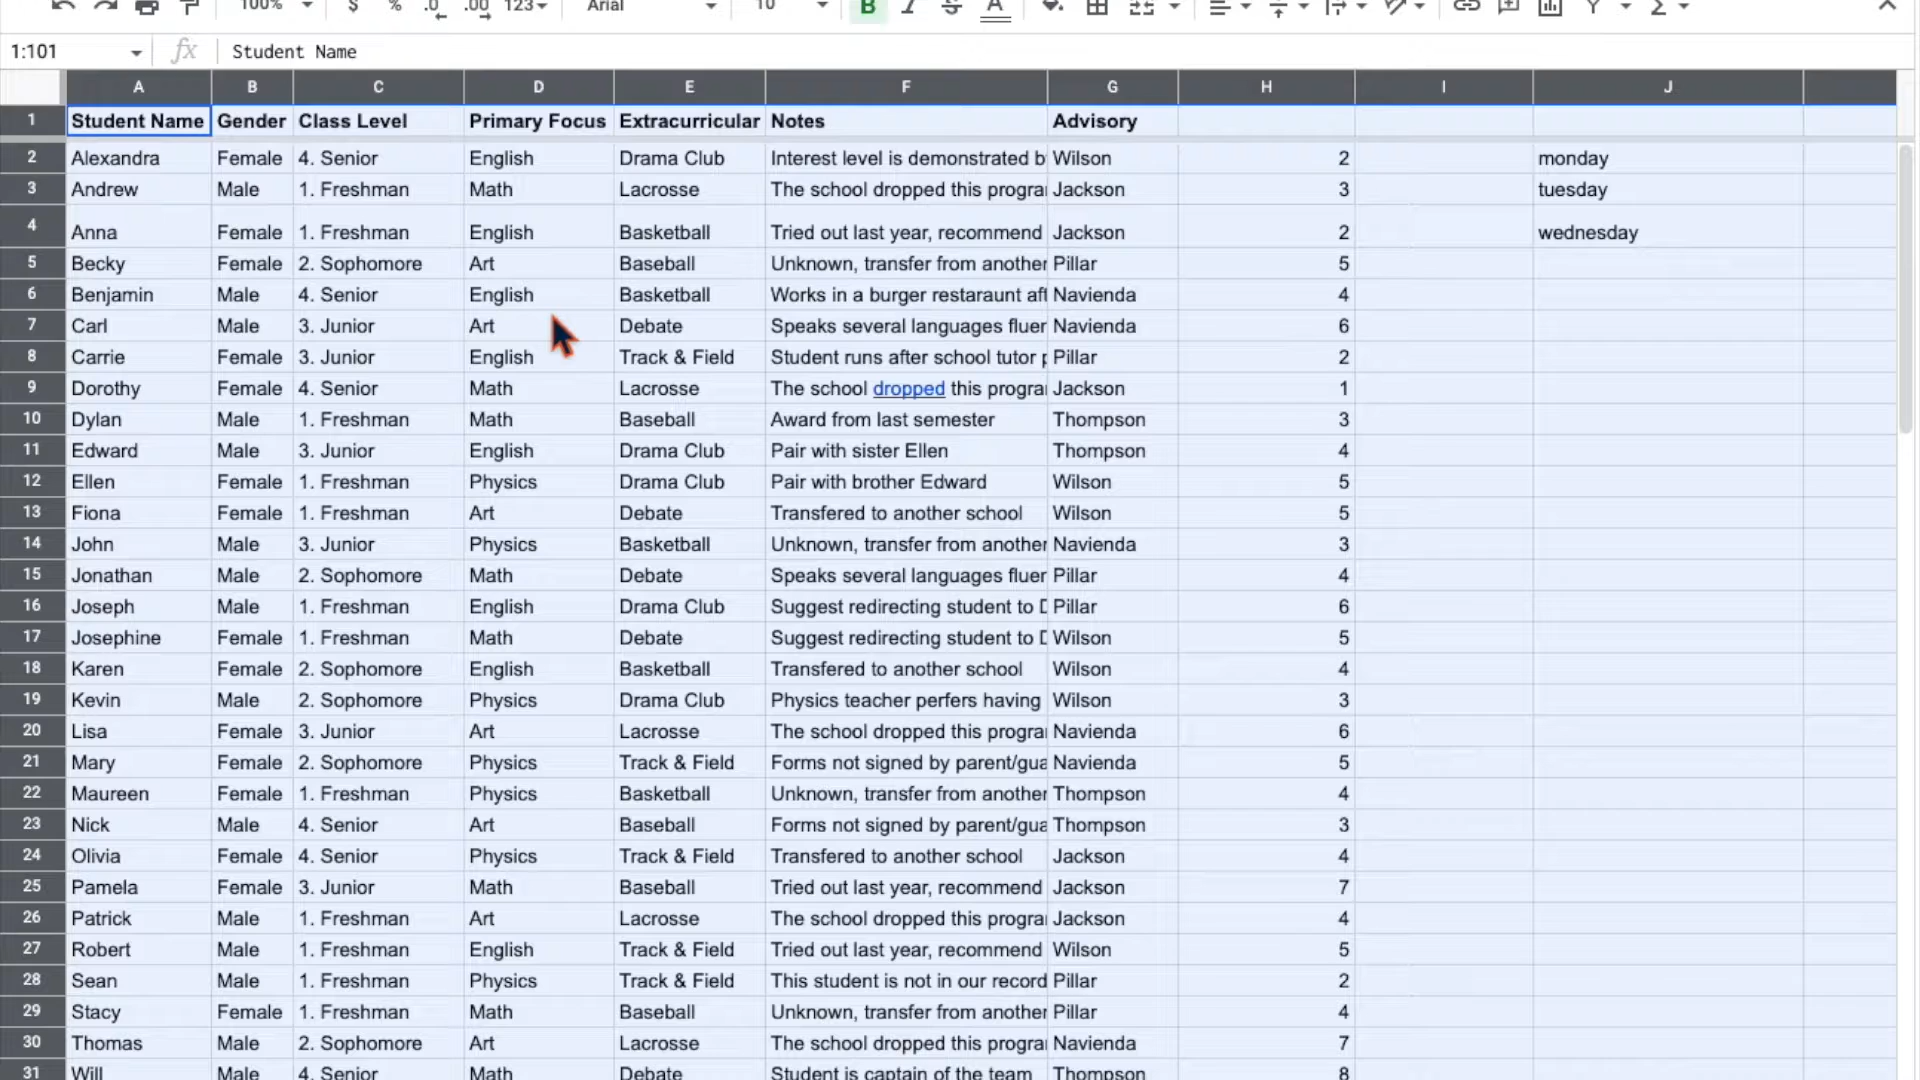 100% $ % .0 .00 123 Arial 10 B I S A
1:101 fx Student Name
A B C D E F G H I J
1 Student Name Gender Class Level Primary Focus Extracurricular Notes Advisory
2 Alexandra Female 4. Senior English Drama Club Interest level is demonstrated b Wilson 2 monday
3 Andrew Male 1. Freshman Math Lacrosse The school dropped this progra Jackson 3 tuesday
4 Anna Female 1. Freshman English Basketball Tried out last year, recommend Jackson 2 wednesday
5 Becky Female 2. Sophomore Art Baseball Unknown, transfer from another Pillar 5
6 Benjamin Male 4. Senior English Basketball Works in a burger restaraunt aft Navienda 4
7 Carl Male 3. Junior Art Debate Speaks several languages fluer Navienda 6
8 Carrie Female 3. Junior English Track & Field Student runs after school tutor p Pillar 2
9 Dorothy Female 4. Senior Math Lacrosse The school dropped this progra Jackson 1
10 Dylan Male 1. Freshman Math Baseball Award from last semester Thompson 3
11 Edward Male 3. Junior English Drama Club Pair with sister Ellen Thompson 4
12 Ellen Female 1. Freshman Physics Drama Club Pair with brother Edward Wilson 5
13 Fiona Female 1. Freshman Art Debate Transfered to another school Wilson 5
14 John Male 3. Junior Physics Basketball Unknown, transfer from another Navienda 3
15 Jonathan Male 2. Sophomore Math Debate Speaks several languages fluer Pillar 4
16 Joseph Male 1. Freshman English Drama Club Suggest redirecting student to D Pillar 6
17 Josephine Female 1. Freshman Math Debate Suggest redirecting student to D Wilson 5
18 Karen Female 2. Sophomore English Basketball Transfered to another school Wilson 4
19 Kevin Male 2. Sophomore Physics Drama Club Physics teacher perfers having Wilson 3
20 Lisa Female 3. Junior Art Lacrosse The school dropped this progra Navienda 6
21 Mary Female 2. Sophomore Physics Track & Field Forms not signed by parent/gua Navienda 5
22 Maureen Female 1. Freshman Physics Basketball Unknown, transfer from another Thompson 4
23 Nick Male 4. Senior Art Baseball Forms not signed by parent/gua Thompson 3
24 Olivia Female 4. Senior Physics Track & Field Transfered to another school Jackson 4
25 Pamela Female 3. Junior Math Baseball Tried out last year, recommend Jackson 7
26 Patrick Male 1. Freshman Art Lacrosse The school dropped this progra Jackson 4
27 Robert Male 1. Freshman English Track & Field Tried out last year, recommend Wilson 5
28 Sean Male 1. Freshman Physics Track & Field This student is not in our record Pillar 2
29 Stacy Female 1. Freshman Math Baseball Unknown, transfer from another Pillar 4
30 Thomas Male 2. Sophomore Art Lacrosse The school dropped this progra Navienda 7
31 Will Male 4. Senior Math Debate Student is captain of the team Thompson 8